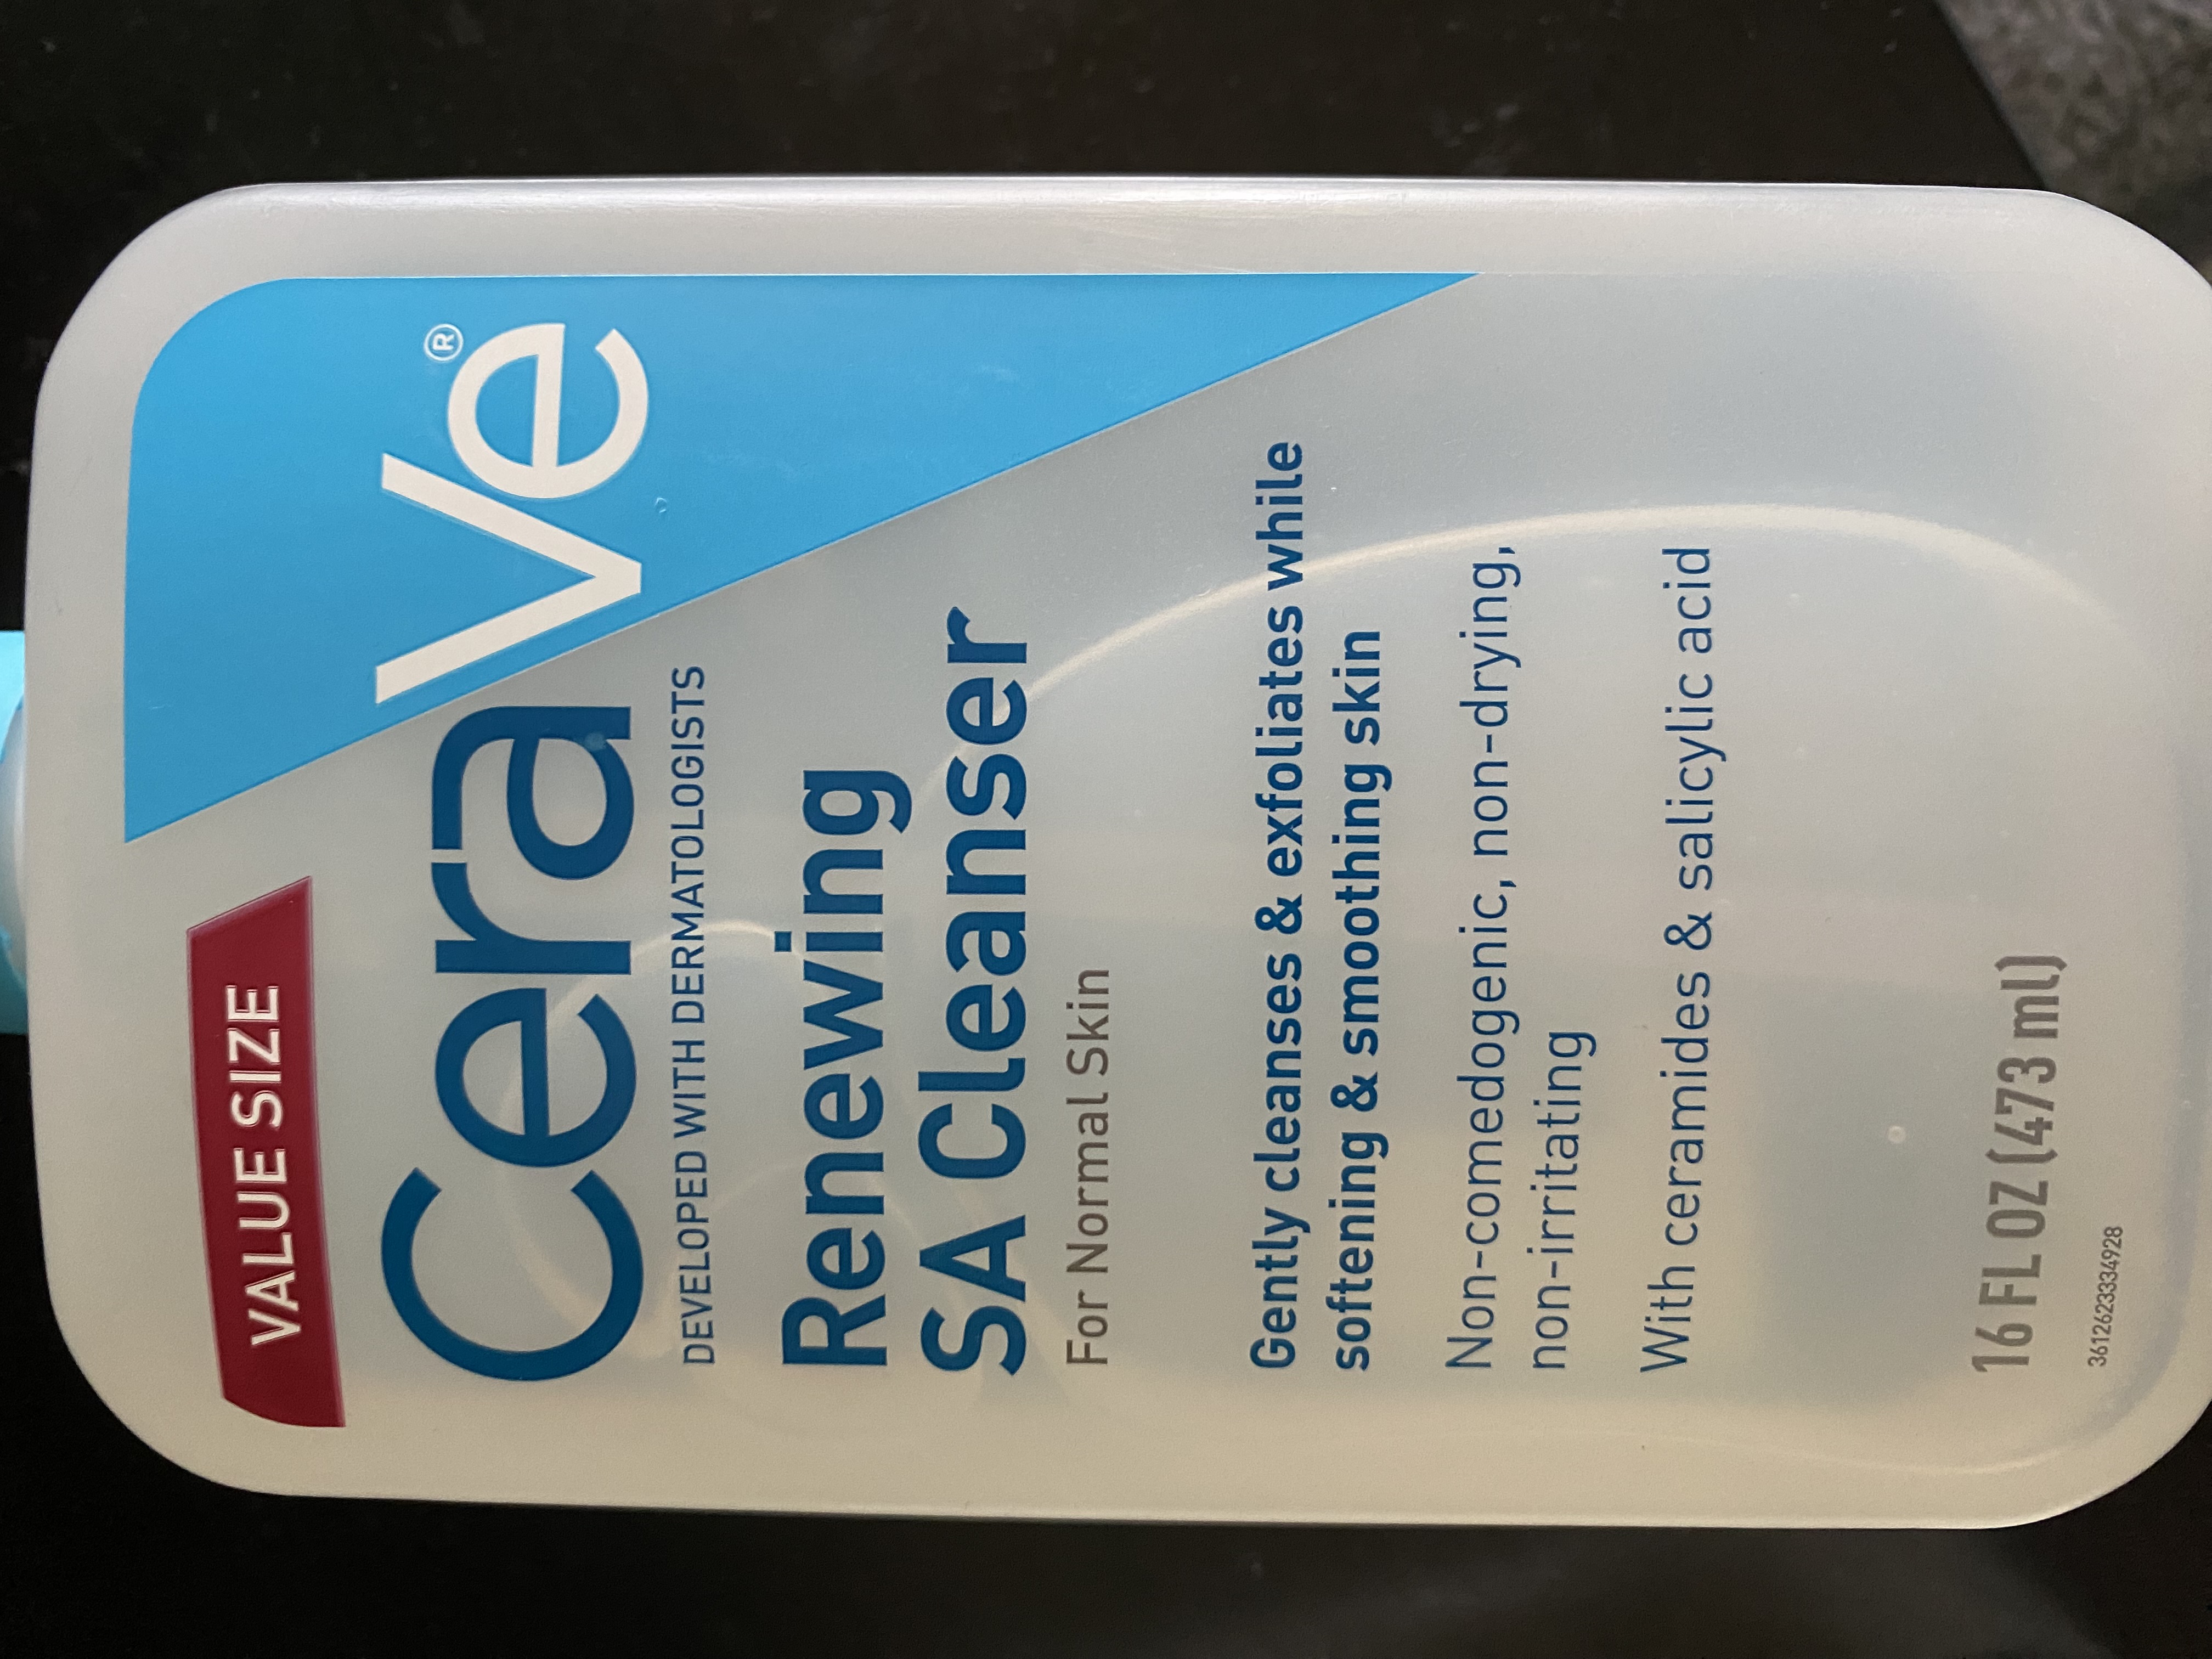 VALUE SIZE
CeraVe®
DEVELOPED WITH DERMATOLOGISTS
Renewing
SA Cleanser
For Normal Skin
Gently cleanses & exfoliates while
softening & smoothing skin
Non-comedogenic, non-drying,
non-irritating
With ceramides & salicylic acid
16 FL OZ (473 ml)
3612623334928